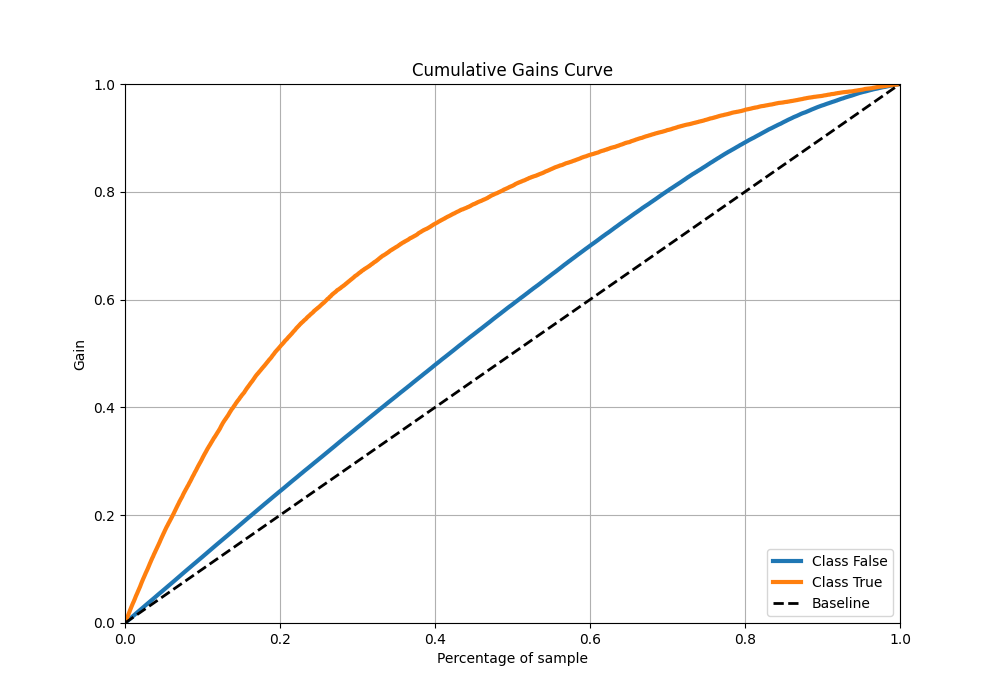 Cumulative Gains Curve
1.0
0.8
0.6
0.4
0.2
0.0
Gain
Class False
Class True
Baseline
0.0 0.2 0.4 0.6 0.8 1.0
Percentage of sample